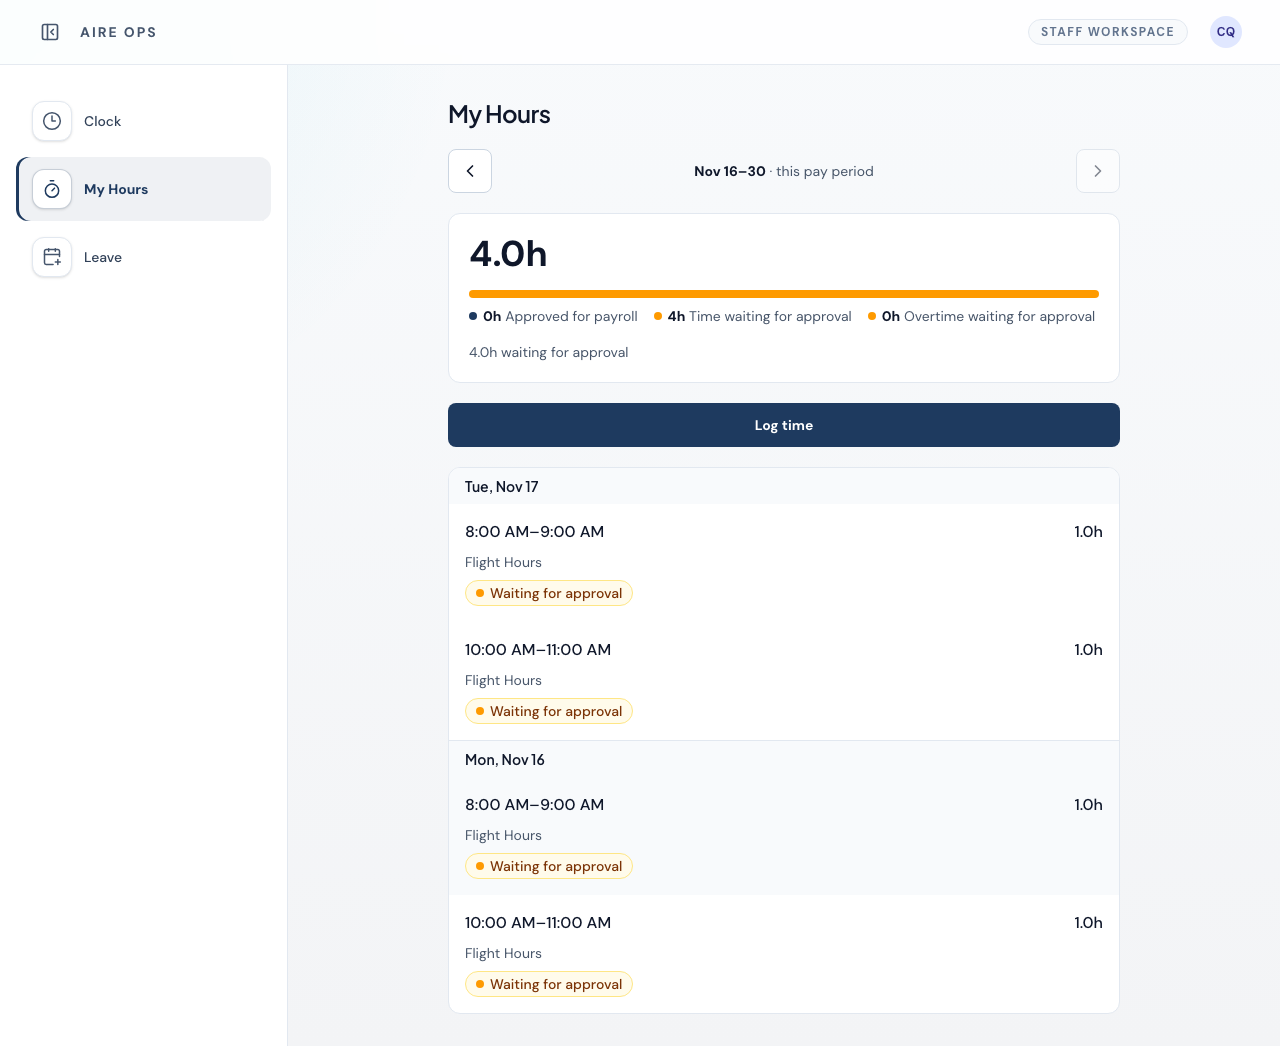 AIRE OPS
STAFF WORKSPACE
CQ
Clock
My Hours
Leave
My Hours
Nov 16–30 · this pay period
4.0h
0h Approved for payroll 4h Time waiting for approval 0h Overtime waiting for approval
4.0h waiting for approval
Log time
Tue, Nov 17
8:00 AM–9:00 AM 1.0h
Flight Hours
Waiting for approval
10:00 AM–11:00 AM 1.0h
Flight Hours
Waiting for approval
Mon, Nov 16
8:00 AM–9:00 AM 1.0h
Flight Hours
Waiting for approval
10:00 AM–11:00 AM 1.0h
Flight Hours
Waiting for approval